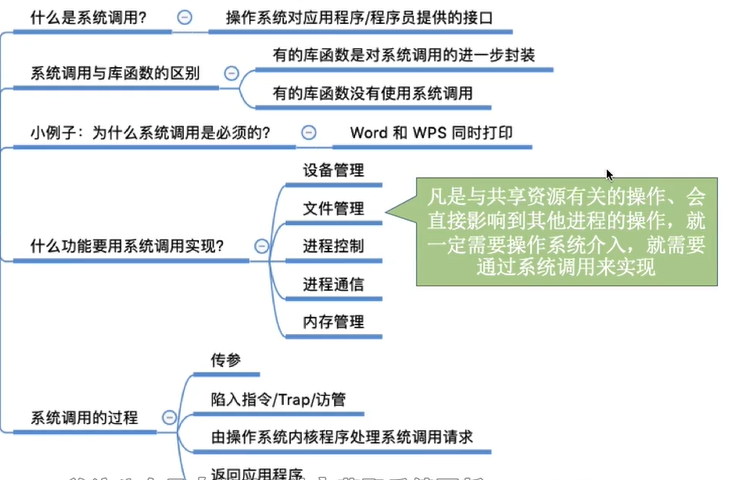 什么是系统调用?
操作系统对应用程序/程序员提供的接口
系统调用与库函数的区别
有的库函数是对系统调用的进一步封装
有的库函数没有使用系统调用
小例子：为什么系统调用是必须的?
Word 和 WPS 同时打印
什么功能要用系统调用实现?
设备管理
文件管理
进程控制
进程通信
内存管理
凡是与共享资源有关的操作、会
直接影响到其他进程的操作，就
一定需要操作系统介入，就需要
通过系统调用来实现
系统调用的过程
传参
陷入指令/Trap/访管
由操作系统内核程序处理系统调用请求
返回应用程序